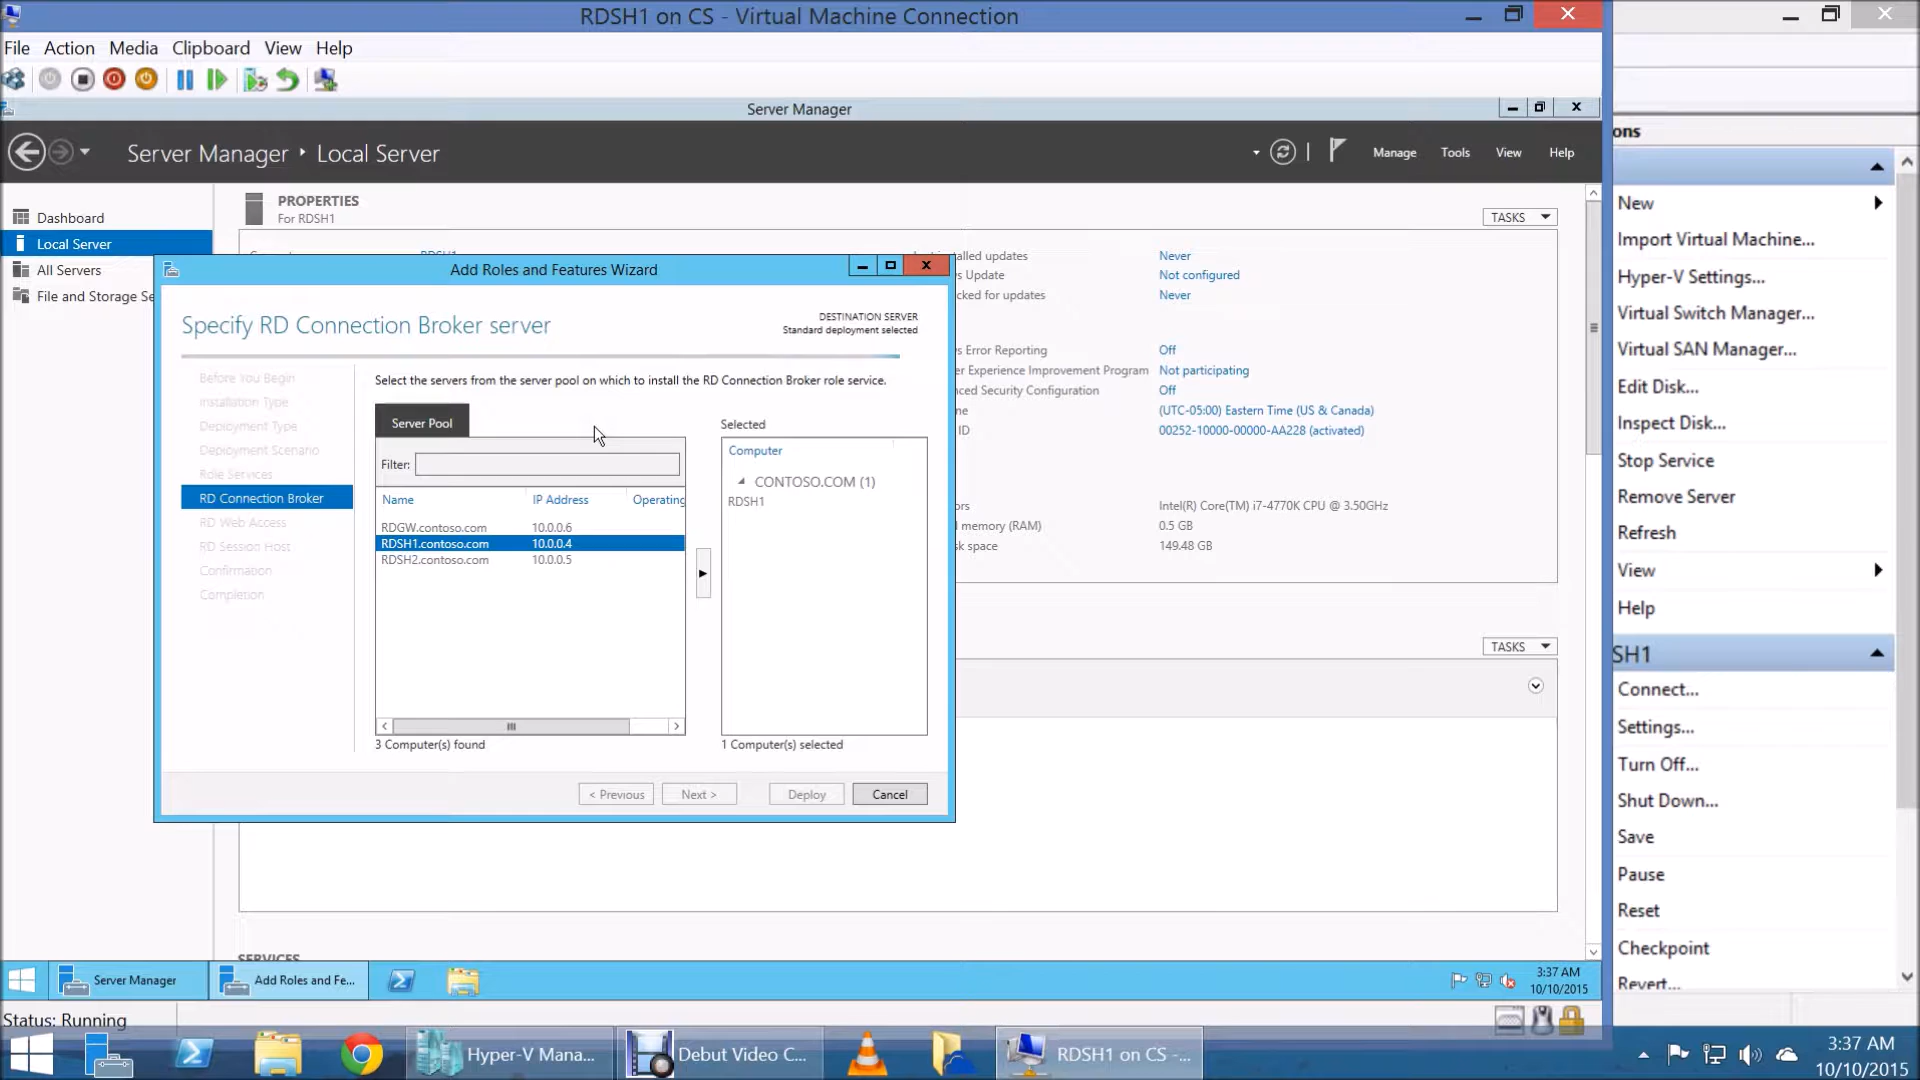 RDSH1 on CS - Virtual Machine Connection
File Action Media Clipboard View Help
Server Manager
Server Manager ‣ Local Server
Manage Tools View Help
Dashboard
Local Server
All Servers
File and Storage Se
PROPERTIES
For RDSH1
TASKS
RDSH1
alled updates Never
s Update Not configured
cked for updates Never
s Error Reporting Off
er Experience Improvement Program Not participating
nced Security Configuration Off
ne (UTC-05:00) Eastern Time (US & Canada)
ID 00252-10000-00000-AA228 (activated)
ors Intel(R) Core(TM) i7-4770K CPU @ 3.50GHz
memory (RAM) 0.5 GB
sk space 149.48 GB
TASKS
SERVICES
Add Roles and Features Wizard
Specify RD Connection Broker server
DESTINATION SERVER
Standard deployment selected
Before You Begin
Installation Type
Deployment Type
Deployment Scenario
Role Services
RD Connection Broker
RD Web Access
RD Session Host
Confirmation
Completion
Select the servers from the server pool on which to install the RD Connection Broker role service.
Server Pool
Filter:
Name IP Address Operating
RDGW.contoso.com 10.0.0.6
RDSH1.contoso.com 10.0.0.4
RDSH2.contoso.com 10.0.0.5
3 Computer(s) found
Selected
Computer
CONTOSO.COM (1)
RDSH1
1 Computer(s) selected
< Previous Next > Deploy Cancel
ons
New
Import Virtual Machine...
Hyper-V Settings...
Virtual Switch Manager...
Virtual SAN Manager...
Edit Disk...
Inspect Disk...
Stop Service
Remove Server
Refresh
View
Help
SH1
Connect...
Settings...
Turn Off...
Shut Down...
Save
Pause
Reset
Checkpoint
Revert...
Server Manager
Add Roles and Fe...
3:37 AM
10/10/2015
Status: Running
Hyper-V Mana...
Debut Video C...
RDSH1 on CS -...
3:37 AM
10/10/2015